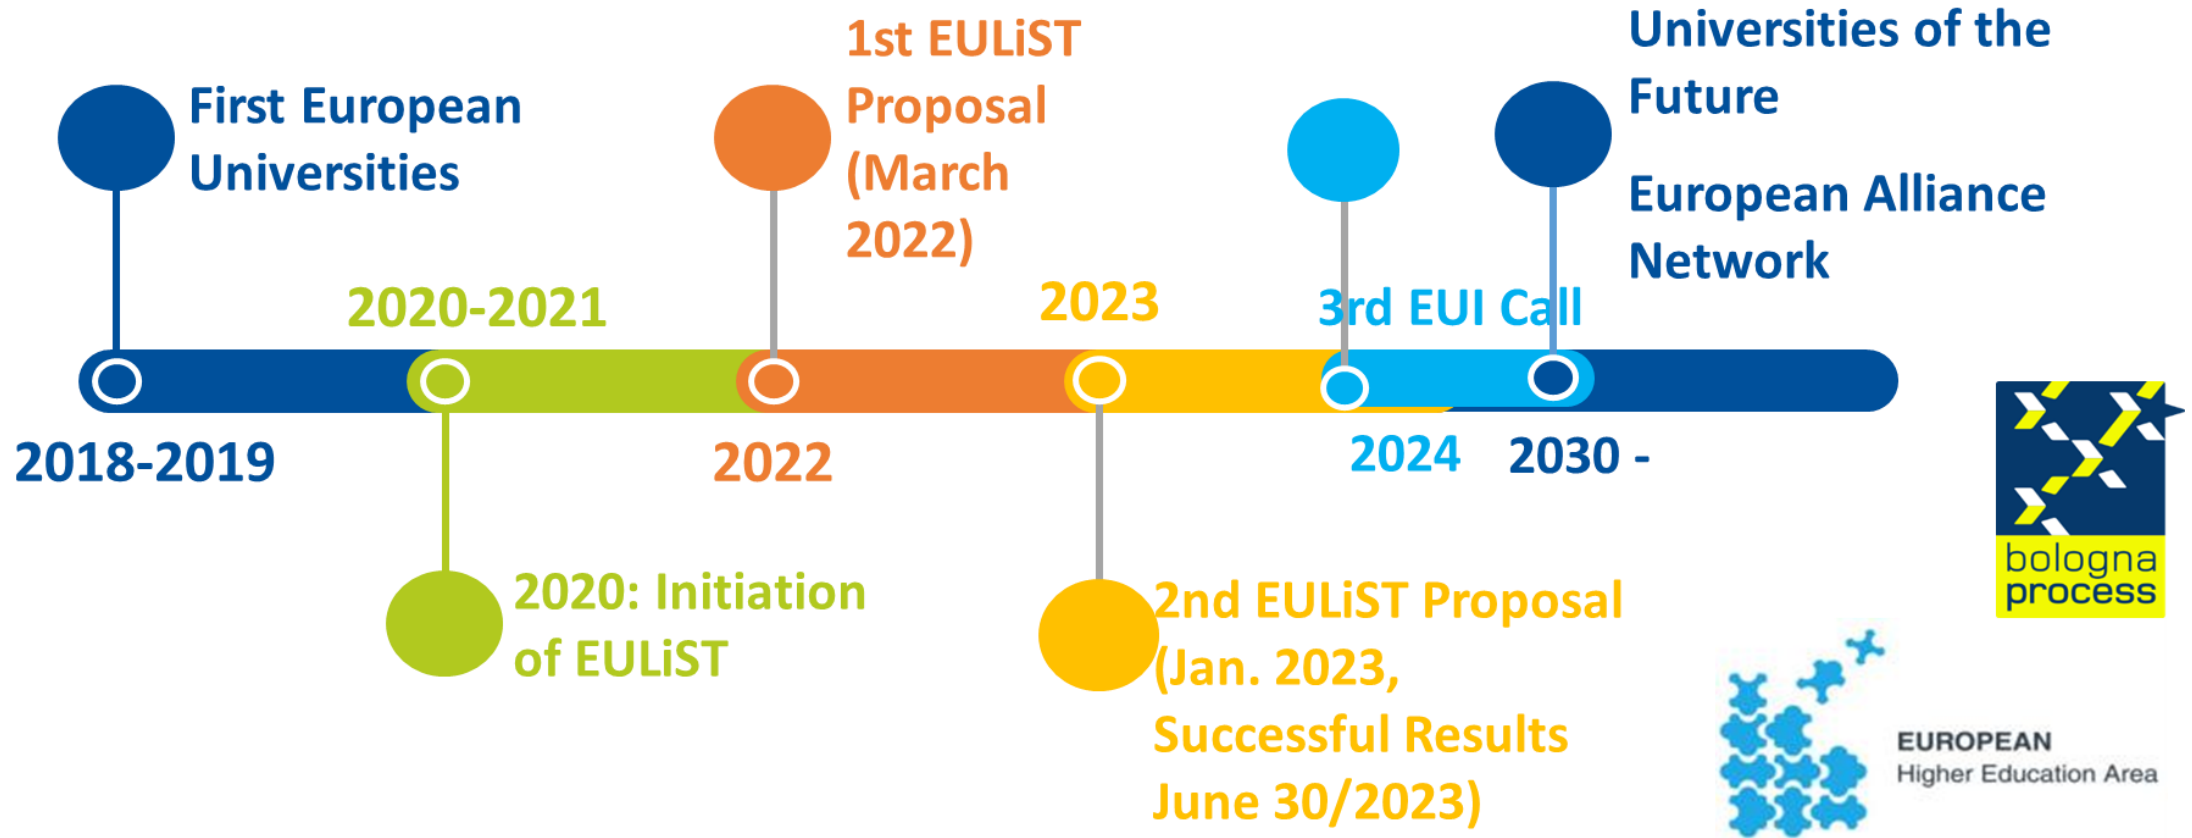 First European
Universities
2018-2019
2020-2021
2020: Initiation
of EULiST
1st EULiST
Proposal
(March
2022)
2022
2023
2nd EULiST Proposal
(Jan. 2023,
Successful Results
June 30/2023)
3rd EUI Call
2024
Universities of the
Future
European Alliance
Network
2030 -
bologna
process
EUROPEAN
Higher Education Area